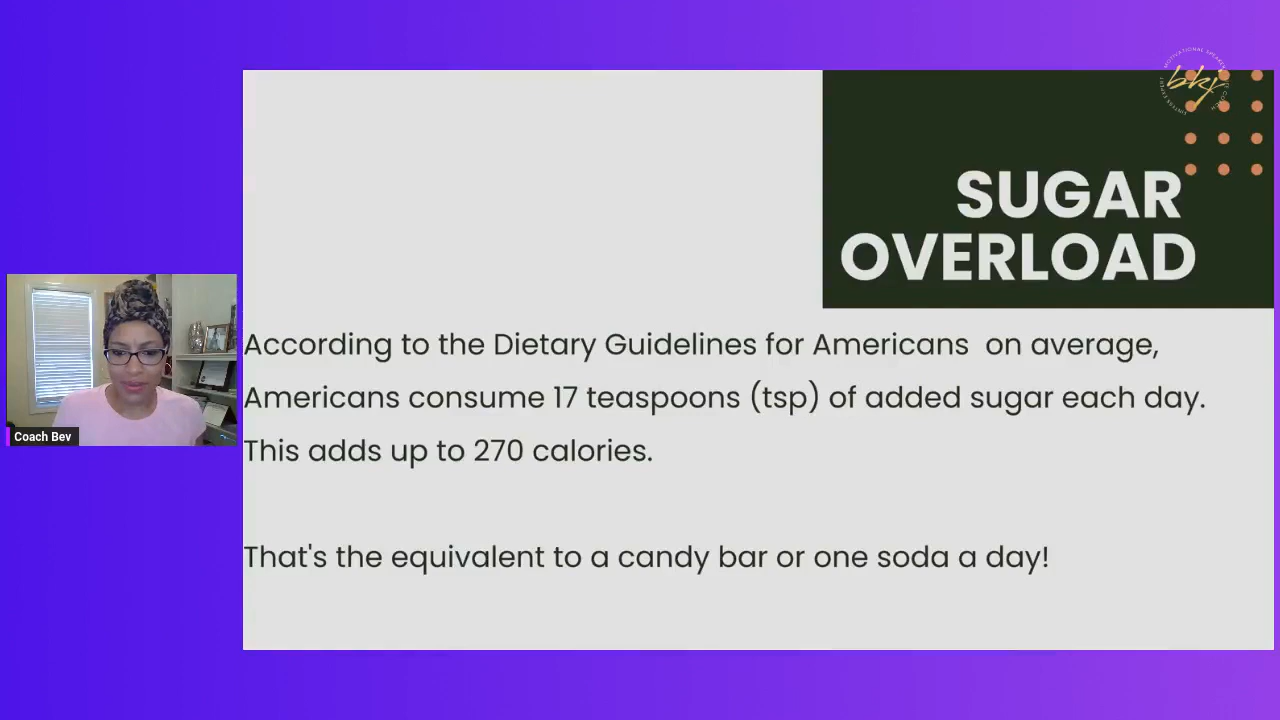 bkj
SUGAR
OVERLOAD
According to the Dietary Guidelines for Americans on average,
Americans consume 17 teaspoons (tsp) of added sugar each day.
This adds up to 270 calories.
That's the equivalent to a candy bar or one soda a day!
Coach Bev